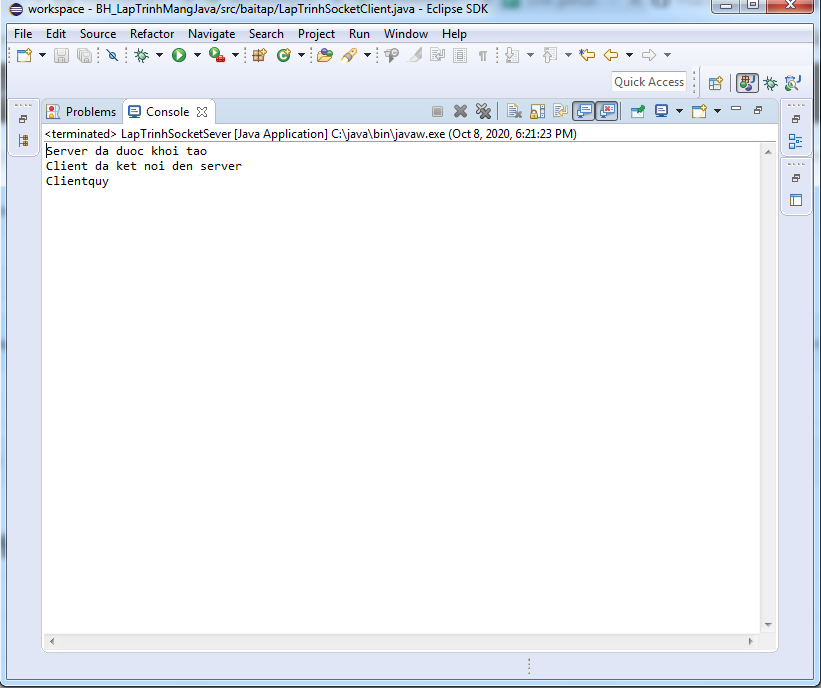 workspace - BH_LapTrinhMangJava/src/baitap/LapTrinhSocketClient.java - Eclipse SDK
File Edit Source Refactor Navigate Search Project Run Window Help
Quick Access
Problems Console
<terminated> LapTrinhSocketSever [Java Application] C:\java\bin\javaw.exe (Oct 8, 2020, 6:21:23 PM)
Server da duoc khoi tao
Client da ket noi den server
Clientquy